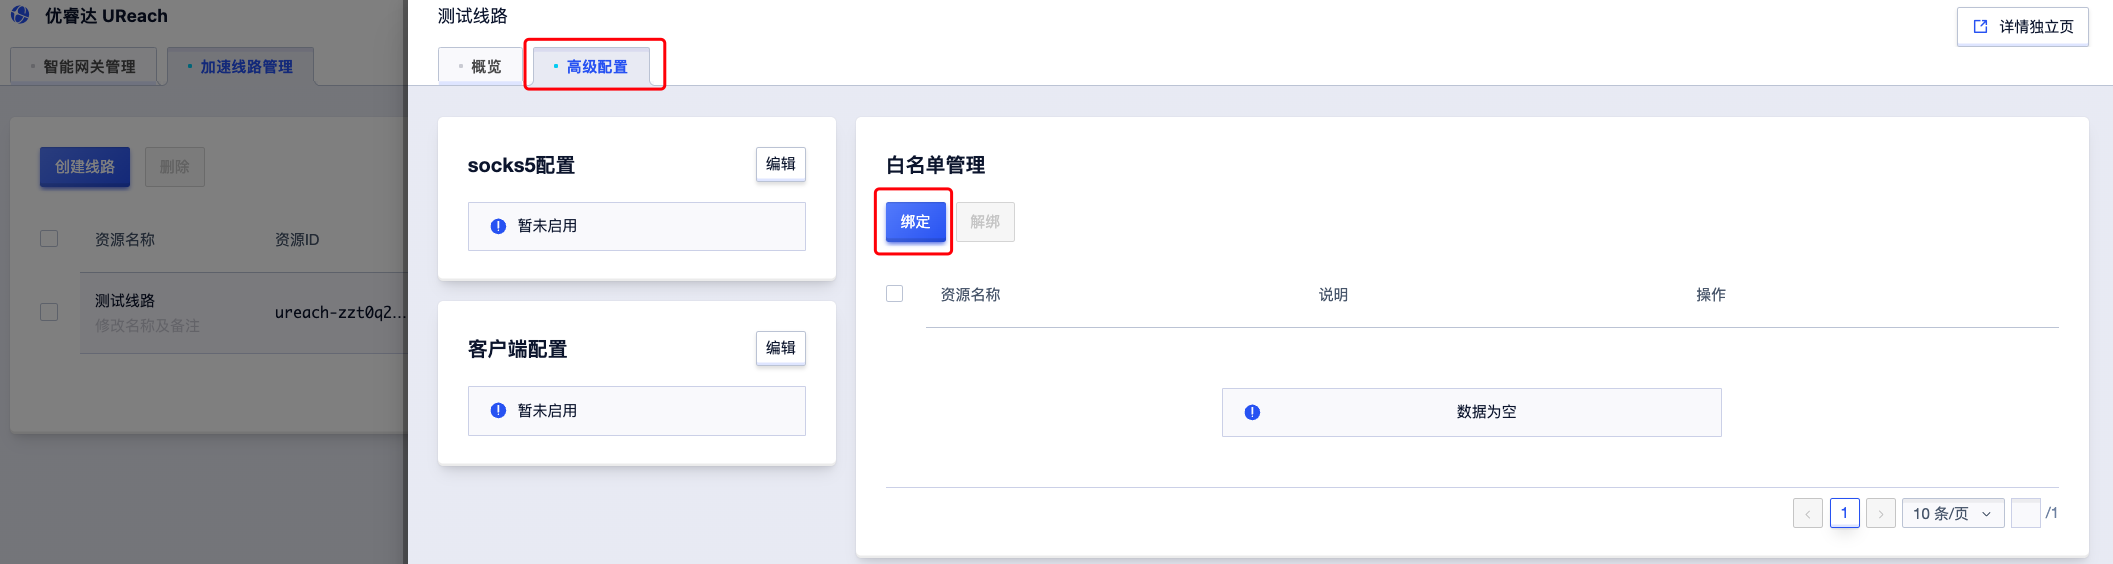 优睿达 UReach
智能网关管理
加速线路管理
创建线路
删除
资源名称
资源ID
测试线路
修改名称及备注
ureach-zzt0q2...
测试线路
详情独立页
概览
高级配置
socks5配置
编辑
暂未启用
客户端配置
编辑
暂未启用
白名单管理
绑定
解绑
资源名称
说明
操作
数据为空
1
10 条/页
/1